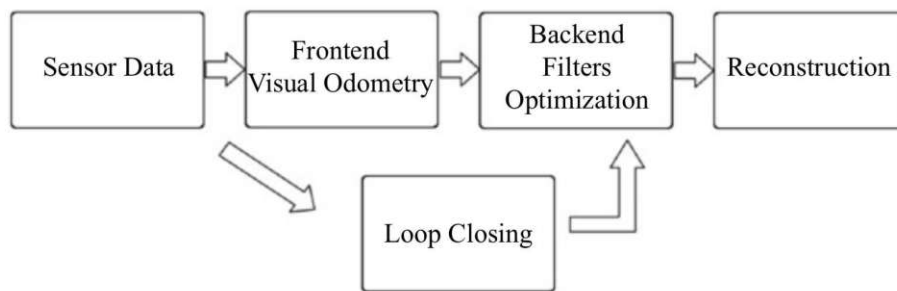 Sensor Data
Frontend
Visual Odometry
Backend
Filters
Optimization
Reconstruction
Loop Closing